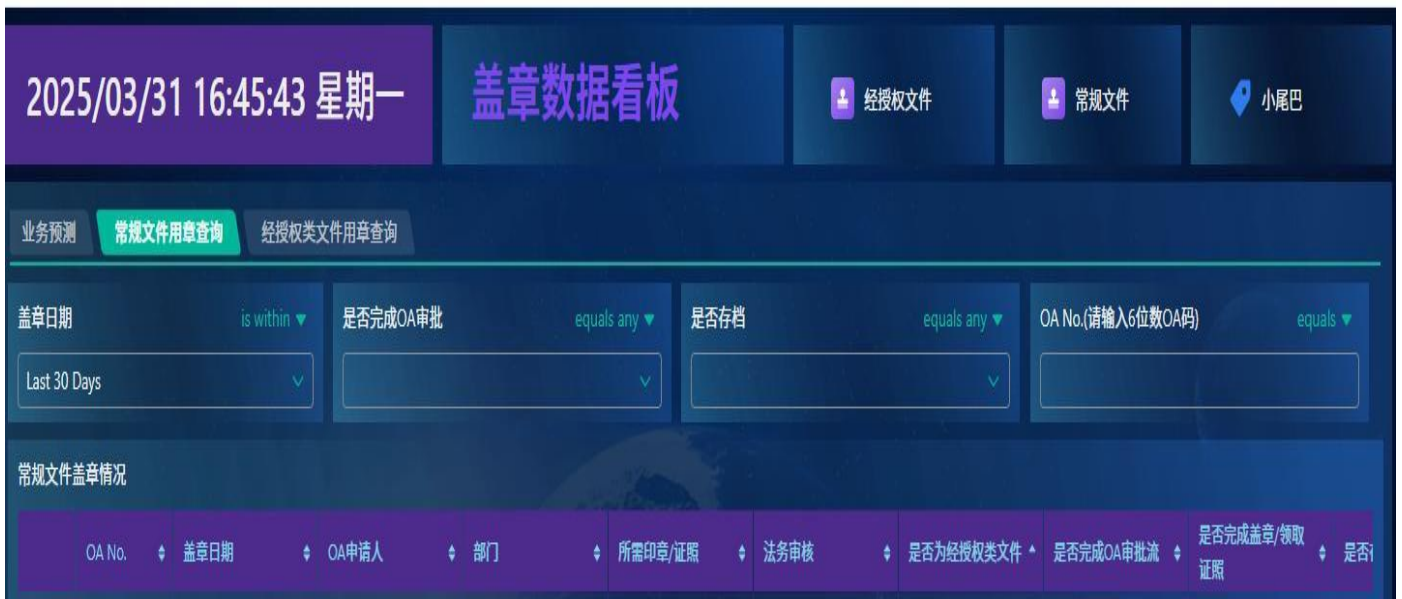 2025/03/31 16:45:43 星期一
盖章数据看板
经授权文件
常规文件
小尾巴
业务预测
常规文件用章查询
经授权类文件用章查询
盖章日期
is within
是否完成OA审批
equals any
是否存档
equals any
OA No.(请输入6位数OA码)
equals
Last 30 Days
常规文件盖章情况
OA No.
盖章日期
OA申请人
部门
所需印章/证照
法务审核
是否为经授权类文件
是否完成OA审批流
是否完成盖章/领取
证照
是否